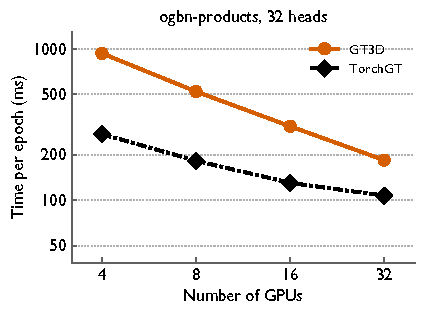 ogbn-products, 32 heads
GT3D
TorchGT
Time per epoch (ms)
1000
500
200
100
50
4 8 16 32
Number of GPUs